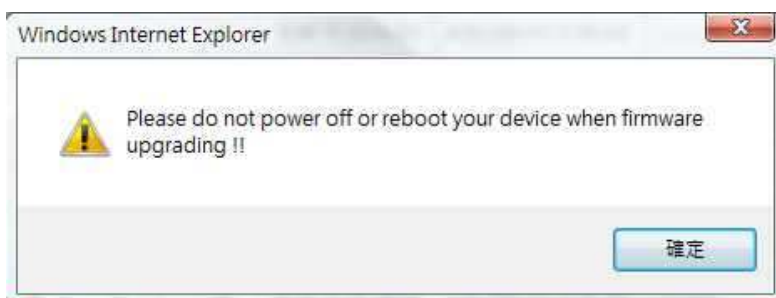 Windows Internet Explorer
Please do not power off or reboot your device when firmware
upgrading !!
確定